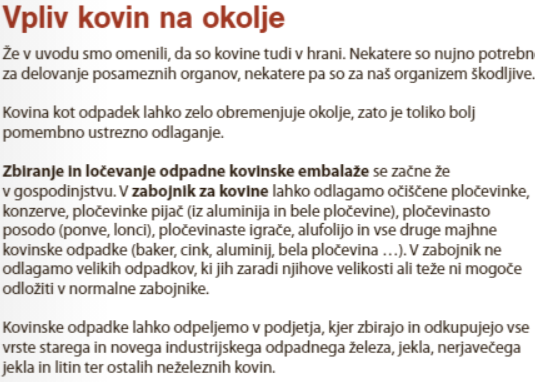 Vpliv kovin na okolje
Že v uvodu smo omenili, da so kovine tudi v hrani. Nekatere so nujno potrebne
za delovanje posameznih organov, nekatere pa so za naš organizem škodljive.
Kovina kot odpadek lahko zelo obremenjuje okolje, zato je toliko bolj
pomembno ustrezno odlaganje.
Zbiranje in ločevanje odpadne kovinske embalaže se začne že
v gospodinjstvu. V zabojnik za kovine lahko odlagamo očiščene pločevinke,
konzerve, pločevinke pijač (iz aluminija in bele pločevine), pločevinasto
posodo (ponve, lonci), pločevinaste igrače, alufolijo in vse druge majhne
kovinske odpadke (baker, cink, aluminij, bela pločevina …). V zabojnik ne
odlagamo velikih odpadkov, ki jih zaradi njihove velikosti ali teže ni mogoče
odložiti v normalne zabojnike.
Kovinske odpadke lahko odpeljemo v podjetja, kjer zbirajo in odkupujejo vse
vrste starega in novega industrijskega odpadnega železa, jekla, nerjavečega
jekla in litin ter ostalih neželeznih kovin.